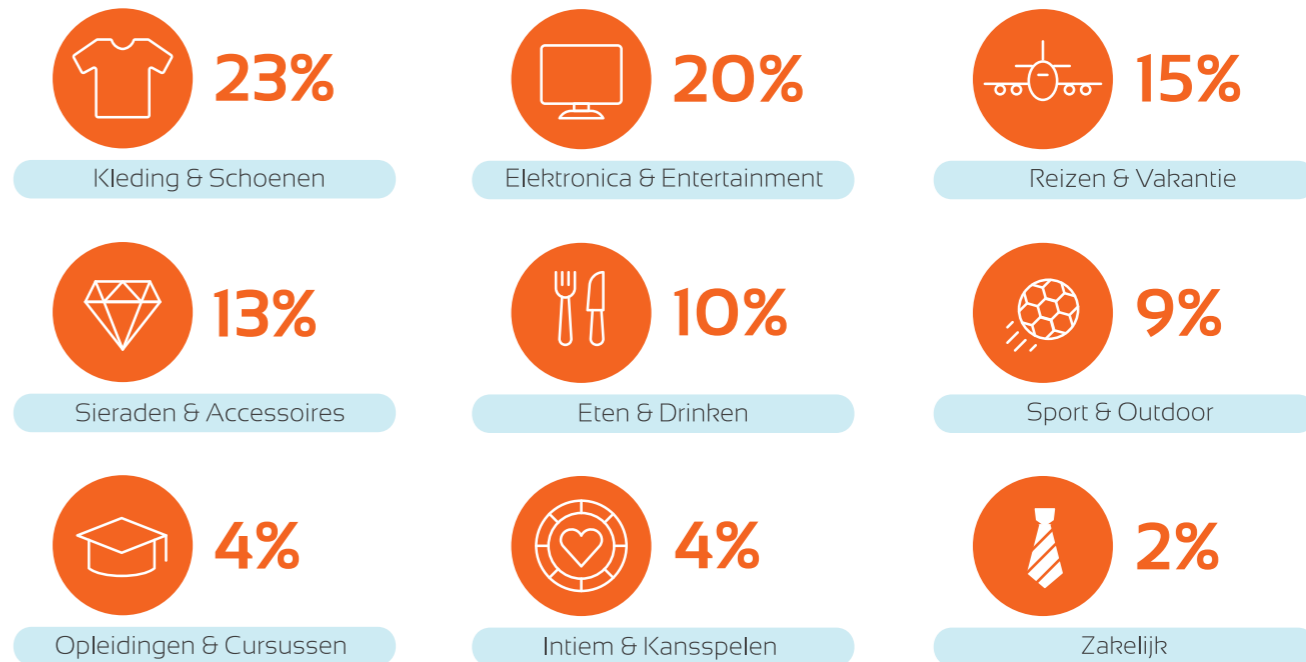 23%
Kleding & Schoenen
20%
Elektronica & Entertainment
15%
Reizen & Vakantie
13%
Sieraden & Accessoires
10%
Eten & Drinken
9%
Sport & Outdoor
4%
Opleidingen & Cursussen
4%
Intiem & Kansspelen
2%
Zakelijk